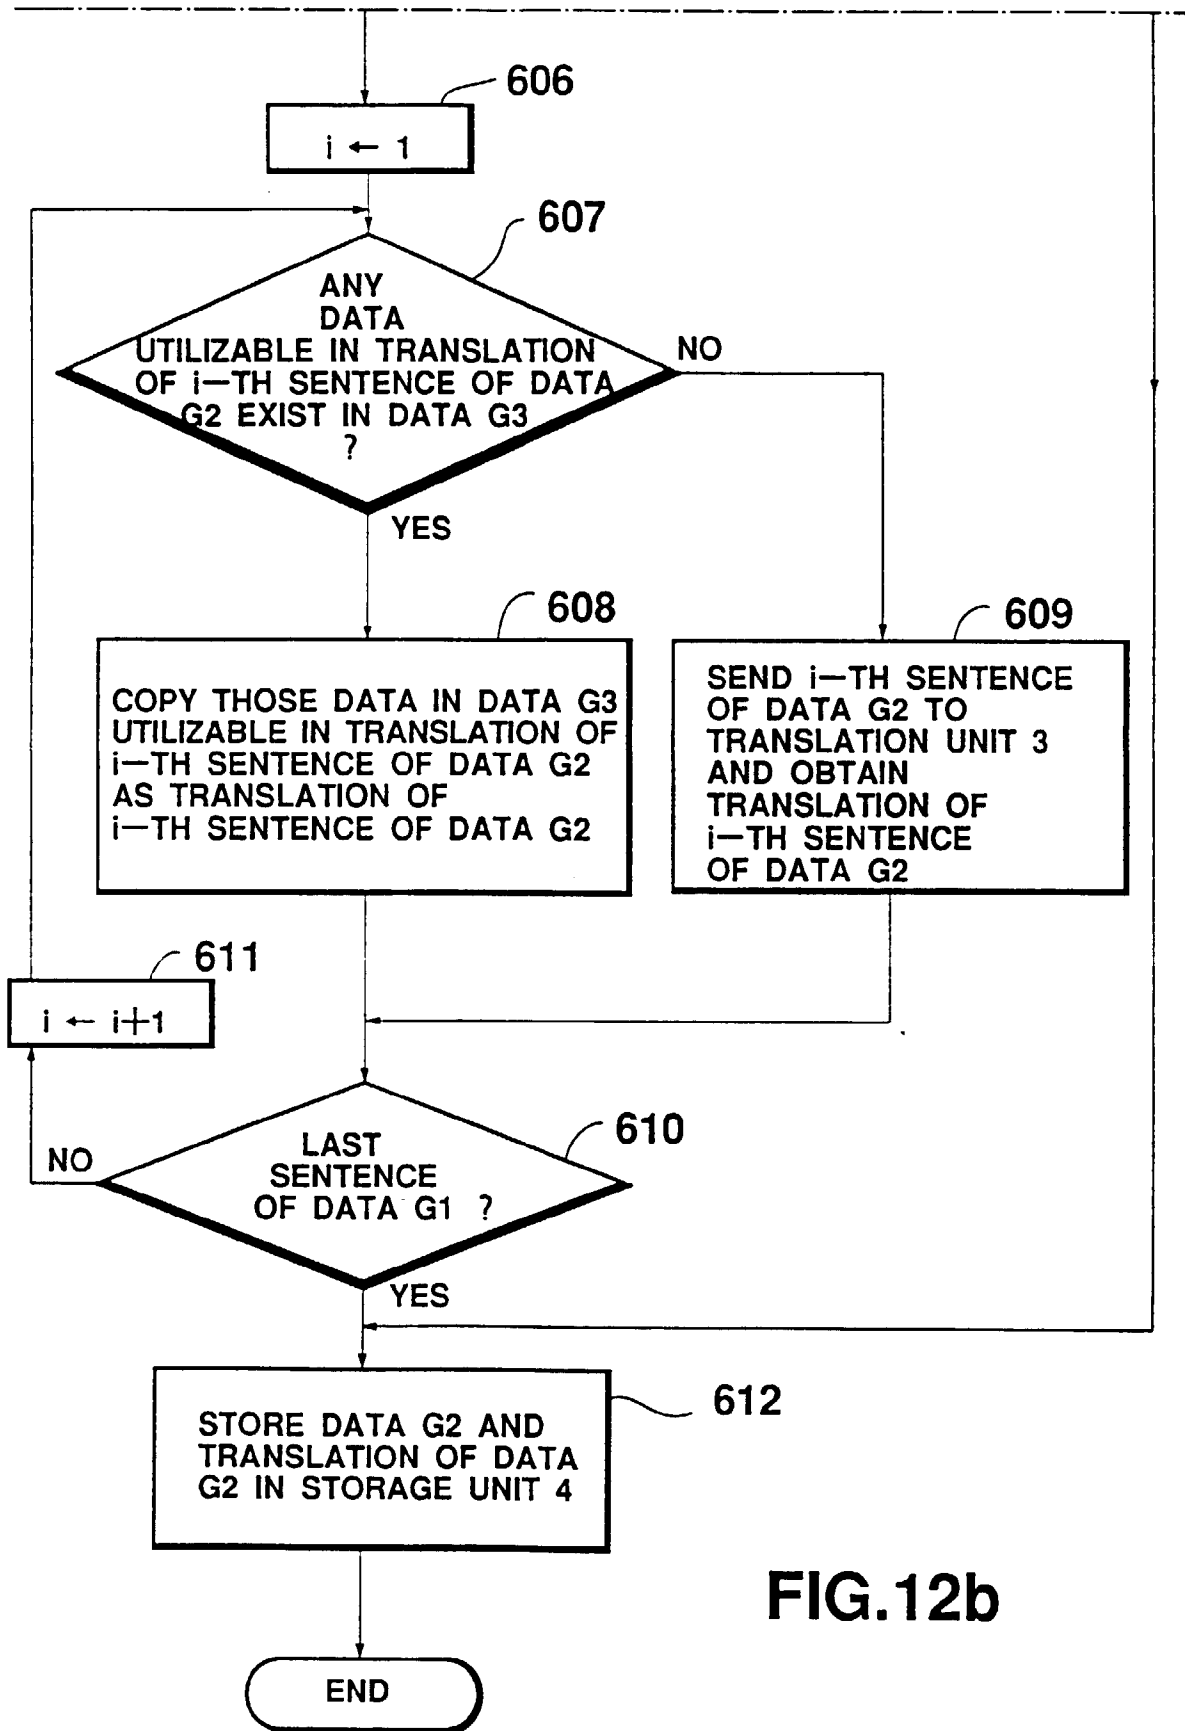 606
i ← 1
607
ANY
DATA
UTILIZABLE IN TRANSLATION
OF i—TH SENTENCE OF DATA
G2 EXIST IN DATA G3
?
NO
YES
608
COPY THOSE DATA IN DATA G3
UTILIZABLE IN TRANSLATION OF
i—TH SENTENCE OF DATA G2
AS TRANSLATION OF
i—TH SENTENCE OF DATA G2
609
SEND i—TH SENTENCE
OF DATA G2 TO
TRANSLATION UNIT 3
AND OBTAIN
TRANSLATION OF
i—TH SENTENCE
OF DATA G2
611
i ← i+1
610
LAST
SENTENCE
OF DATA G1 ?
NO
YES
612
STORE DATA G2 AND
TRANSLATION OF DATA
G2 IN STORAGE UNIT 4
END
FIG.12b